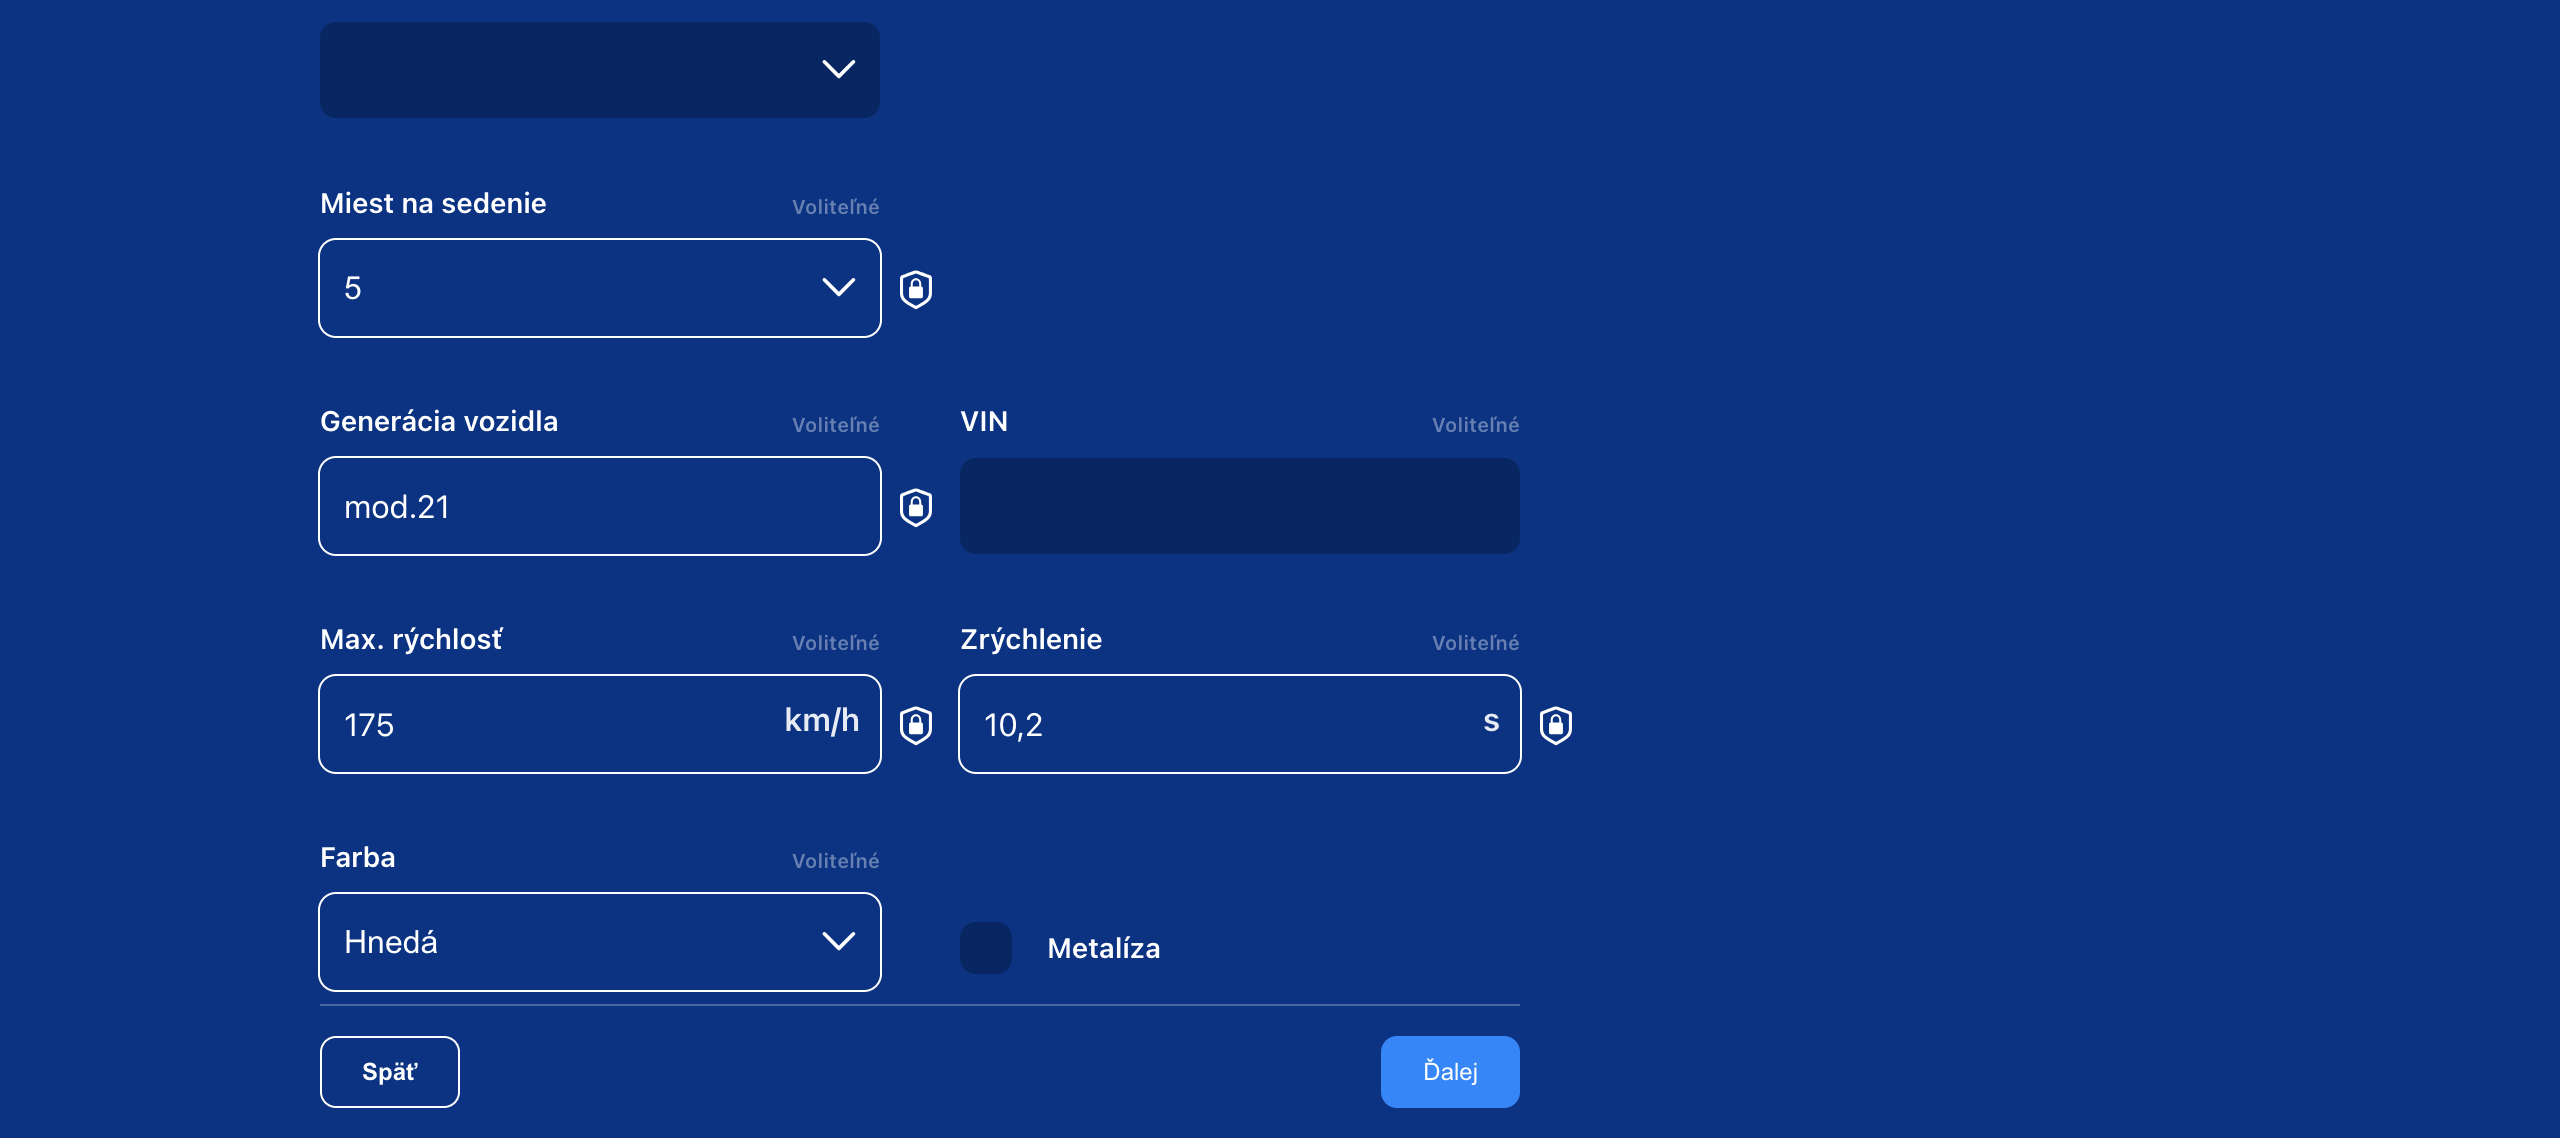 Miest na sedenie Voliteľné
5
Generácia vozidla Voliteľné VIN Voliteľné
mod.21
Max. rýchlosť Voliteľné Zrýchlenie Voliteľné
175 km/h 10,2 s
Farba Voliteľné
Hnedá Metalíza
Späť Ďalej